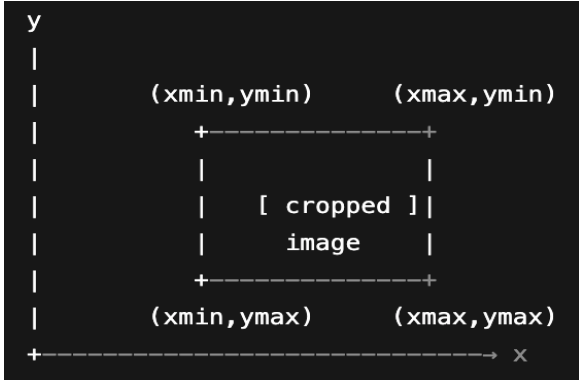 y
(xmin,ymin) (xmax,ymin)
[ cropped ]
image
(xmin,ymax) (xmax,ymax)
x